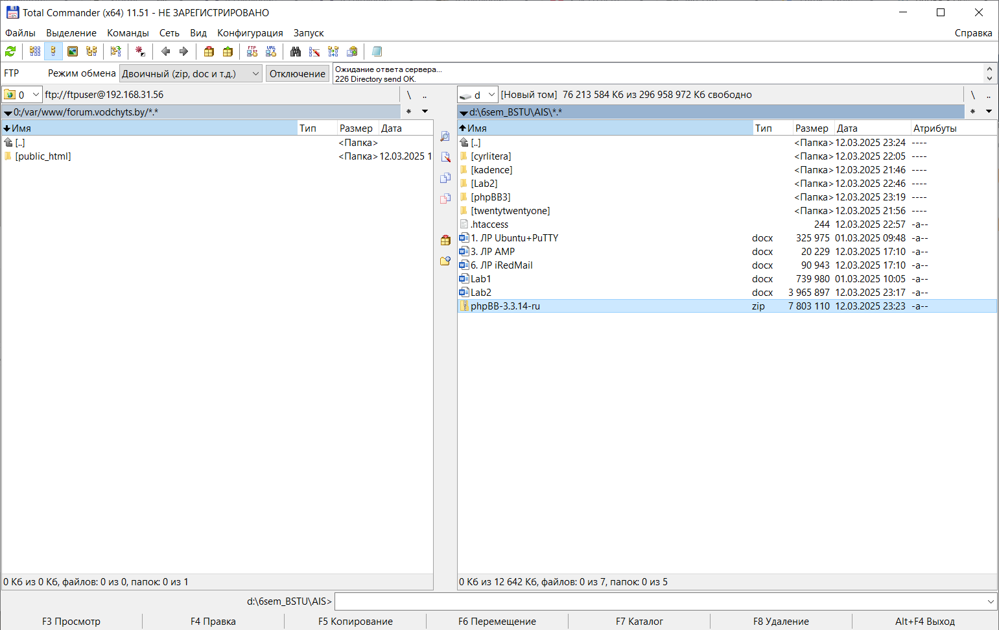 Total Commander (x64) 11.51 - НЕ ЗАРЕГИСТРИРОВАНО
Файлы Выделение Команды Сеть Вид Конфигурация Запуск Справка
FTP URL
FTP Режим обмена Двоичный (zip, doc и т.д.) Отключение
Ожидание ответа сервера...
226 Directory send OK.
0 ftp://ftpuser@192.168.31.56 \ ..
0:/var/www/forum.vodchyts.by/*.* *
Имя Тип Размер Дата
[..] <Папка>
[public_html] <Папка> 12.03.2025 1
0 Кб из 0 Кб, файлов: 0 из 0, папок: 0 из 1
d [Новый том] 76 213 584 Кб из 296 958 972 Кб свободно \ ..
d:\6sem_BSTU\AIS\*.* *
Имя Тип Размер Дата Атрибуты
[..] <Папка> 12.03.2025 23:24 ----
[cyrlitera] <Папка> 12.03.2025 22:05 ----
[kadence] <Папка> 12.03.2025 21:46 ----
[Lab2] <Папка> 12.03.2025 22:46 ----
[phpBB3] <Папка> 12.03.2025 23:19 ----
[twentytwentyone] <Папка> 12.03.2025 21:56 ----
.htaccess 244 12.03.2025 22:57 -a--
1. ЛР Ubuntu+PuTTY docx 325 975 01.03.2025 09:48 -a--
3. ЛР AMP docx 20 229 12.03.2025 17:10 -a--
6. ЛР iRedMail docx 90 943 12.03.2025 17:10 -a--
Lab1 docx 739 980 01.03.2025 10:05 -a--
Lab2 docx 3 965 897 12.03.2025 23:17 -a--
phpBB-3.3.14-ru zip 7 803 110 12.03.2025 23:23 -a--
0 Кб из 12 642 Кб, файлов: 0 из 7, папок: 0 из 5
d:\6sem_BSTU\AIS>
F3 Просмотр F4 Правка F5 Копирование F6 Перемещение F7 Каталог F8 Удаление Alt+F4 Выход